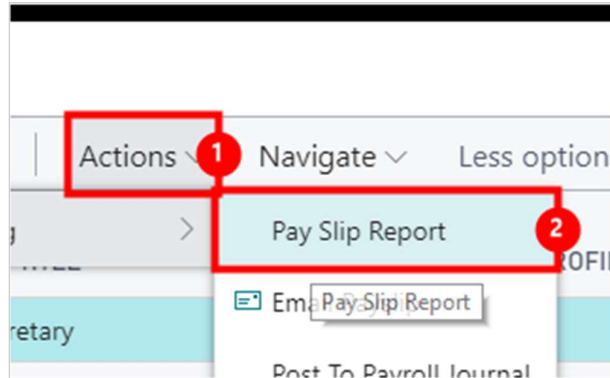 Actions 1 Navigate Less option
g Pay Slip Report 2
Pay Slip Report
retary
Post To Payroll Journal